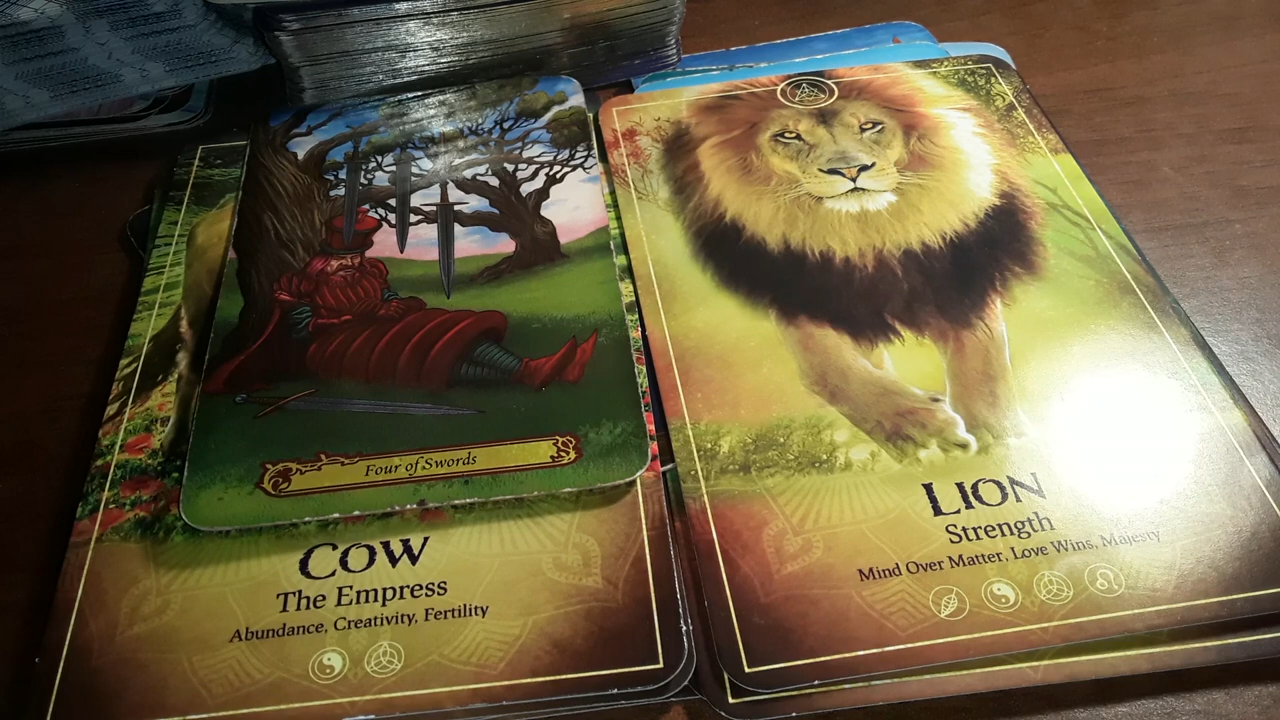 Four of Swords
COW
The Empress
Abundance, Creativity, Fertility
LION
Strength
Mind Over Matter, Love Wins, Majesty